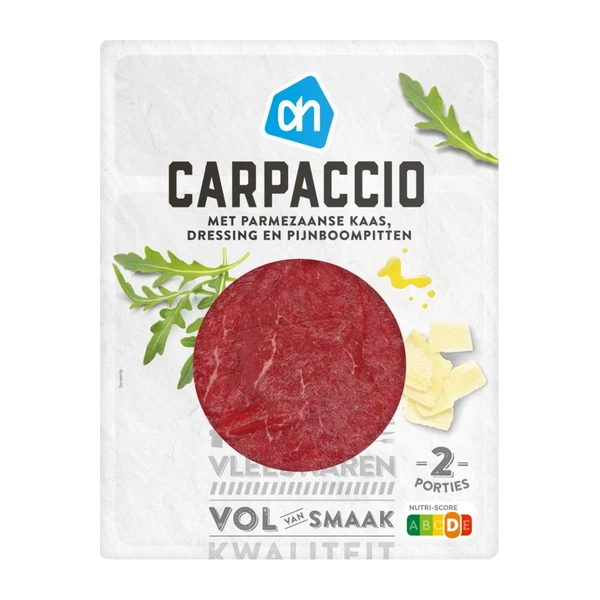 ah
CARPACCIO
MET PARMEZAANSE KAAS,
DRESSING EN PIJNBOOMPITTEN
VLEESWAREN
2
PORTIES
VOL VAN SMAAK
NUTRI-SCORE
A B C D E
KWALITEIT